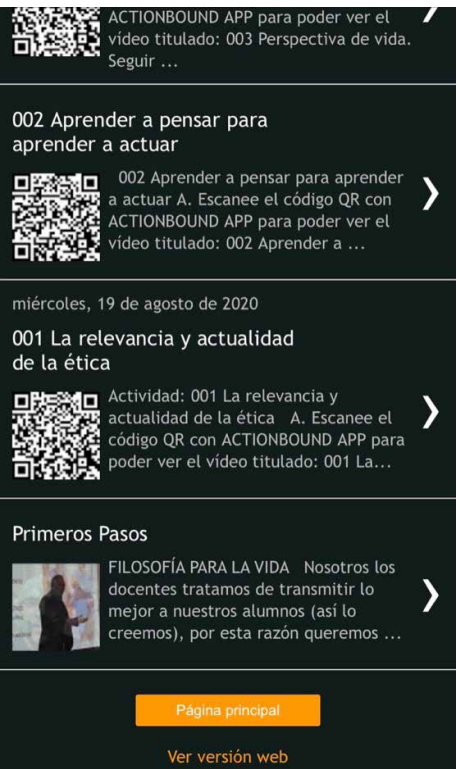 ACTIONBOUND APP para poder ver el
vídeo titulado: 003 Perspectiva de vida.
Seguir ...
002 Aprender a pensar para
aprender a actuar
002 Aprender a pensar para aprender
a actuar A. Escanee el código QR con
ACTIONBOUND APP para poder ver el
vídeo titulado: 002 Aprender a ...
miércoles, 19 de agosto de 2020
001 La relevancia y actualidad
de la ética
Actividad: 001 La relevancia y
actualidad de la ética A. Escanee el
código QR con ACTIONBOUND APP para
poder ver el vídeo titulado: 001 La...
Primeros Pasos
FILOSOFÍA PARA LA VIDA Nosotros los
docentes tratamos de transmitir lo
mejor a nuestros alumnos (así lo
creemos), por esta razón queremos ...
Página principal
Ver versión web